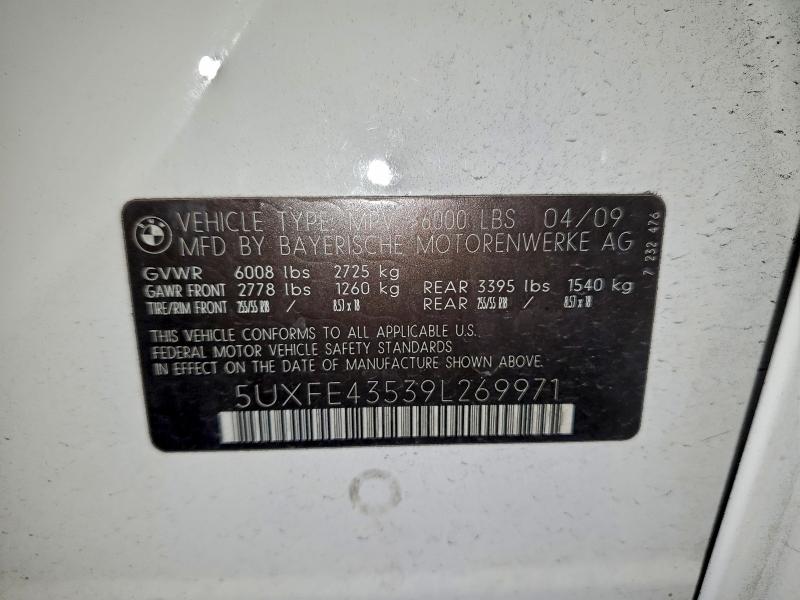 BMW
VEHICLE TYPE MPV >6000 LBS 04/09
MFD BY BAYERISCHE MOTORENWERKE AG
7 232 476
GVWR 6008 lbs 2725 kg
GAWR FRONT 2778 lbs 1260 kg REAR 3395 lbs 1540 kg
TIRE/RIM FRONT 255/55 R18 / 8.5J x 18 REAR 255/55 R18 / 8.5J x 18
THIS VEHICLE CONFORMS TO ALL APPLICABLE U.S.
FEDERAL MOTOR VEHICLE SAFETY STANDARDS
IN EFFECT ON THE DATE OF MANUFACTURE SHOWN ABOVE.
5UXFE43539L269971